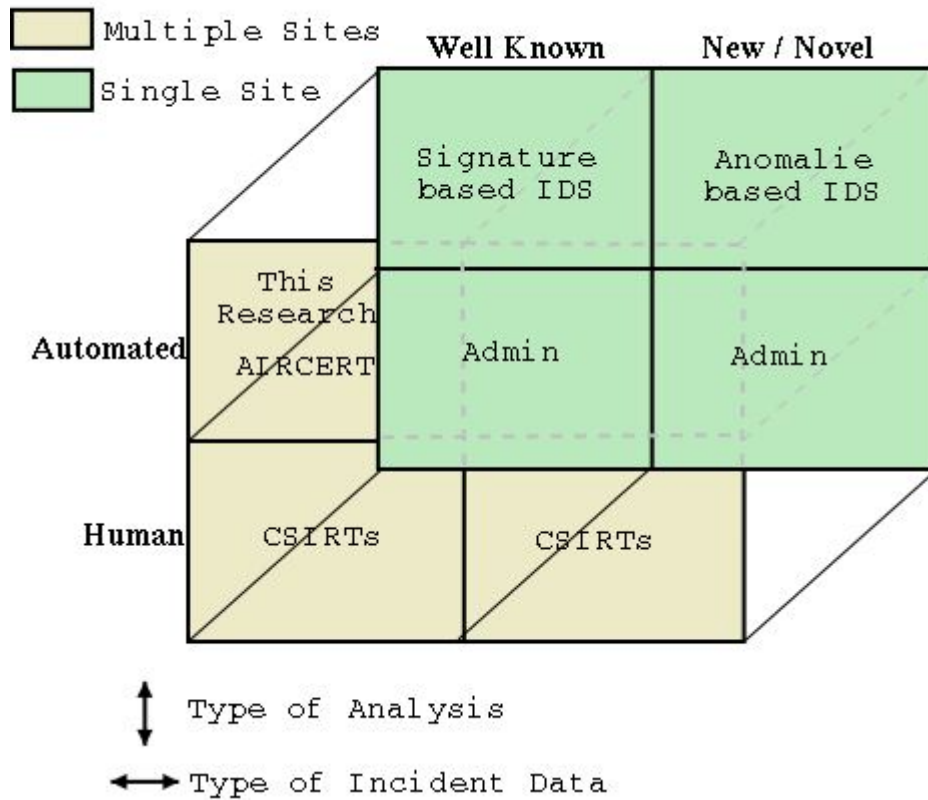 Multiple Sites
Single Site
Well Known
New / Novel
Signature
based IDS
Anomalie
based IDS
This
Research
AIRCERT
Automated
Admin
Admin
Human
CSIRTs
CSIRTs
Type of Analysis
Type of Incident Data